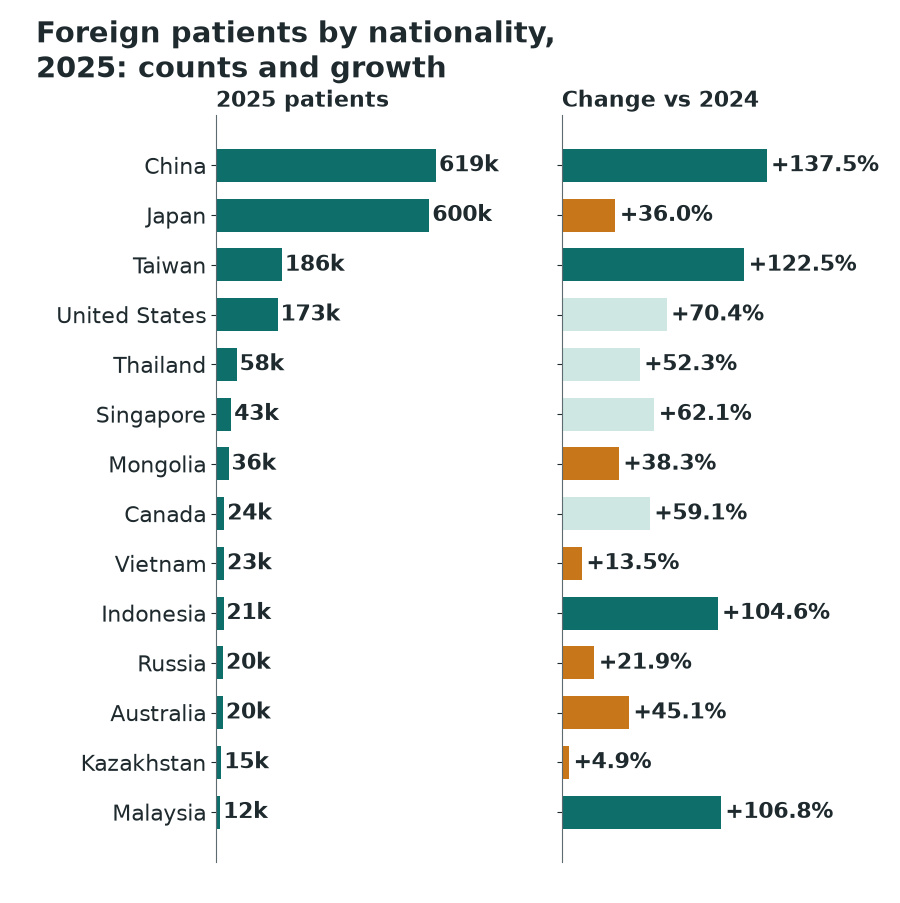 Foreign patients by nationality,
2025: counts and growth
2025 patients Change vs 2024
China 619k +137.5%
Japan 600k +36.0%
Taiwan 186k +122.5%
United States 173k +70.4%
Thailand 58k +52.3%
Singapore 43k +62.1%
Mongolia 36k +38.3%
Canada 24k +59.1%
Vietnam 23k +13.5%
Indonesia 21k +104.6%
Russia 20k +21.9%
Australia 20k +45.1%
Kazakhstan 15k +4.9%
Malaysia 12k +106.8%